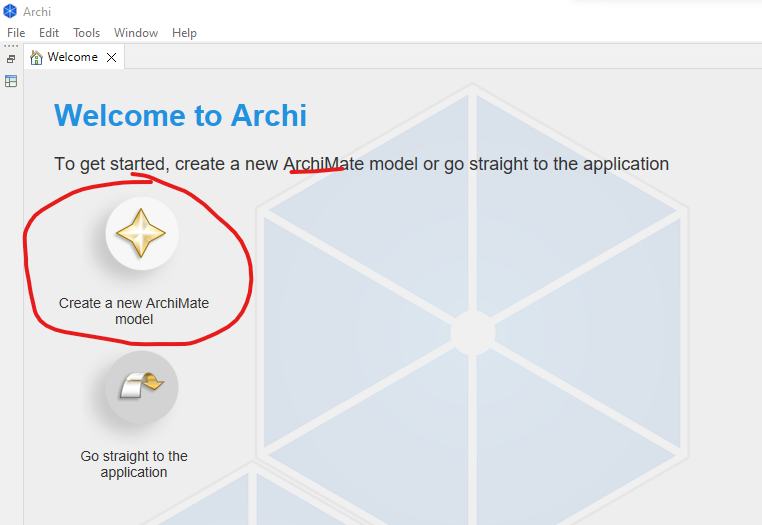 Archi
File Edit Tools Window Help
Welcome
Welcome to Archi
To get started, create a new ArchiMate model or go straight to the application
Create a new ArchiMate
model
Go straight to the
application